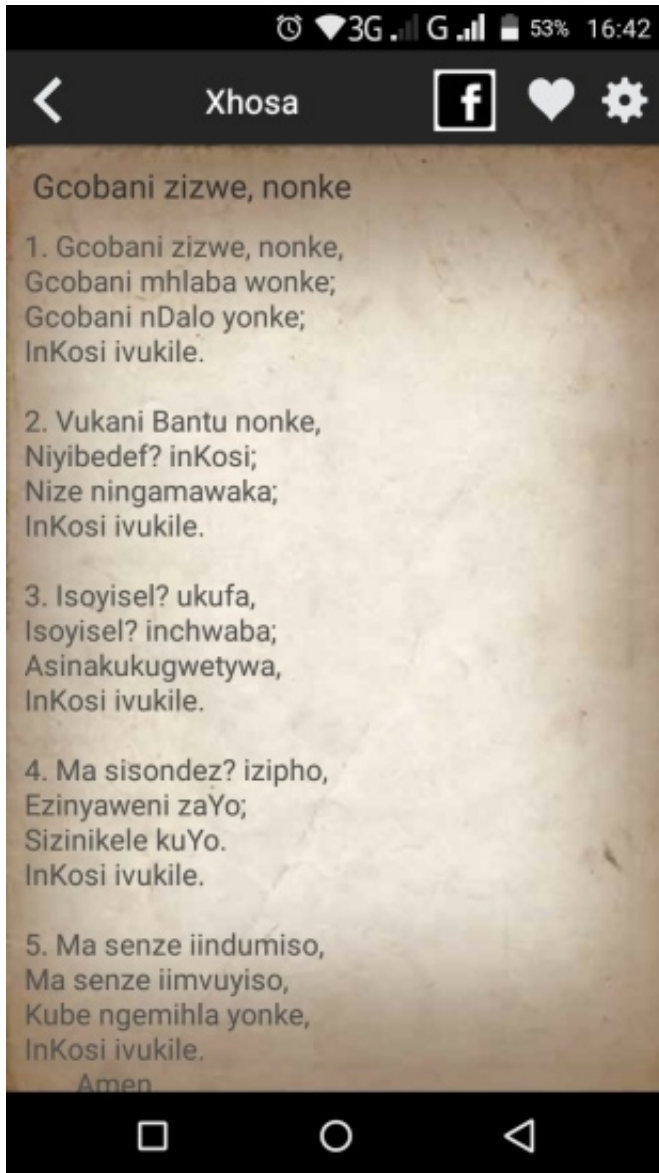 3G G 53% 16:42
Xhosa f
Gcobani zizwe, nonke
1. Gcobani zizwe, nonke,
Gcobani mhlaba wonke;
Gcobani nDalo yonke;
InKosi ivukile.
2. Vukani Bantu nonke,
Niyibedef? inKosi;
Nize ningamawaka;
InKosi ivukile.
3. Isoyisel? ukufa,
Isoyisel? inchwaba;
Asinakukugwetywa,
InKosi ivukile.
4. Ma sisondez? izipho,
Ezinyaweni zaYo;
Sizinikele kuYo.
InKosi ivukile.
5. Ma senze iindumiso,
Ma senze iimvuyiso,
Kube ngemihla yonke,
InKosi ivukile.
Amen